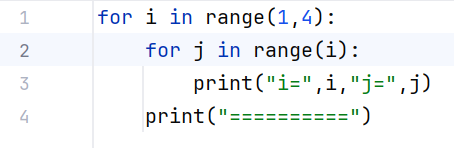 1 for i in range(1,4):
2     for j in range(i):
3         print("i=",i,"j=",j)
4     print("==========")